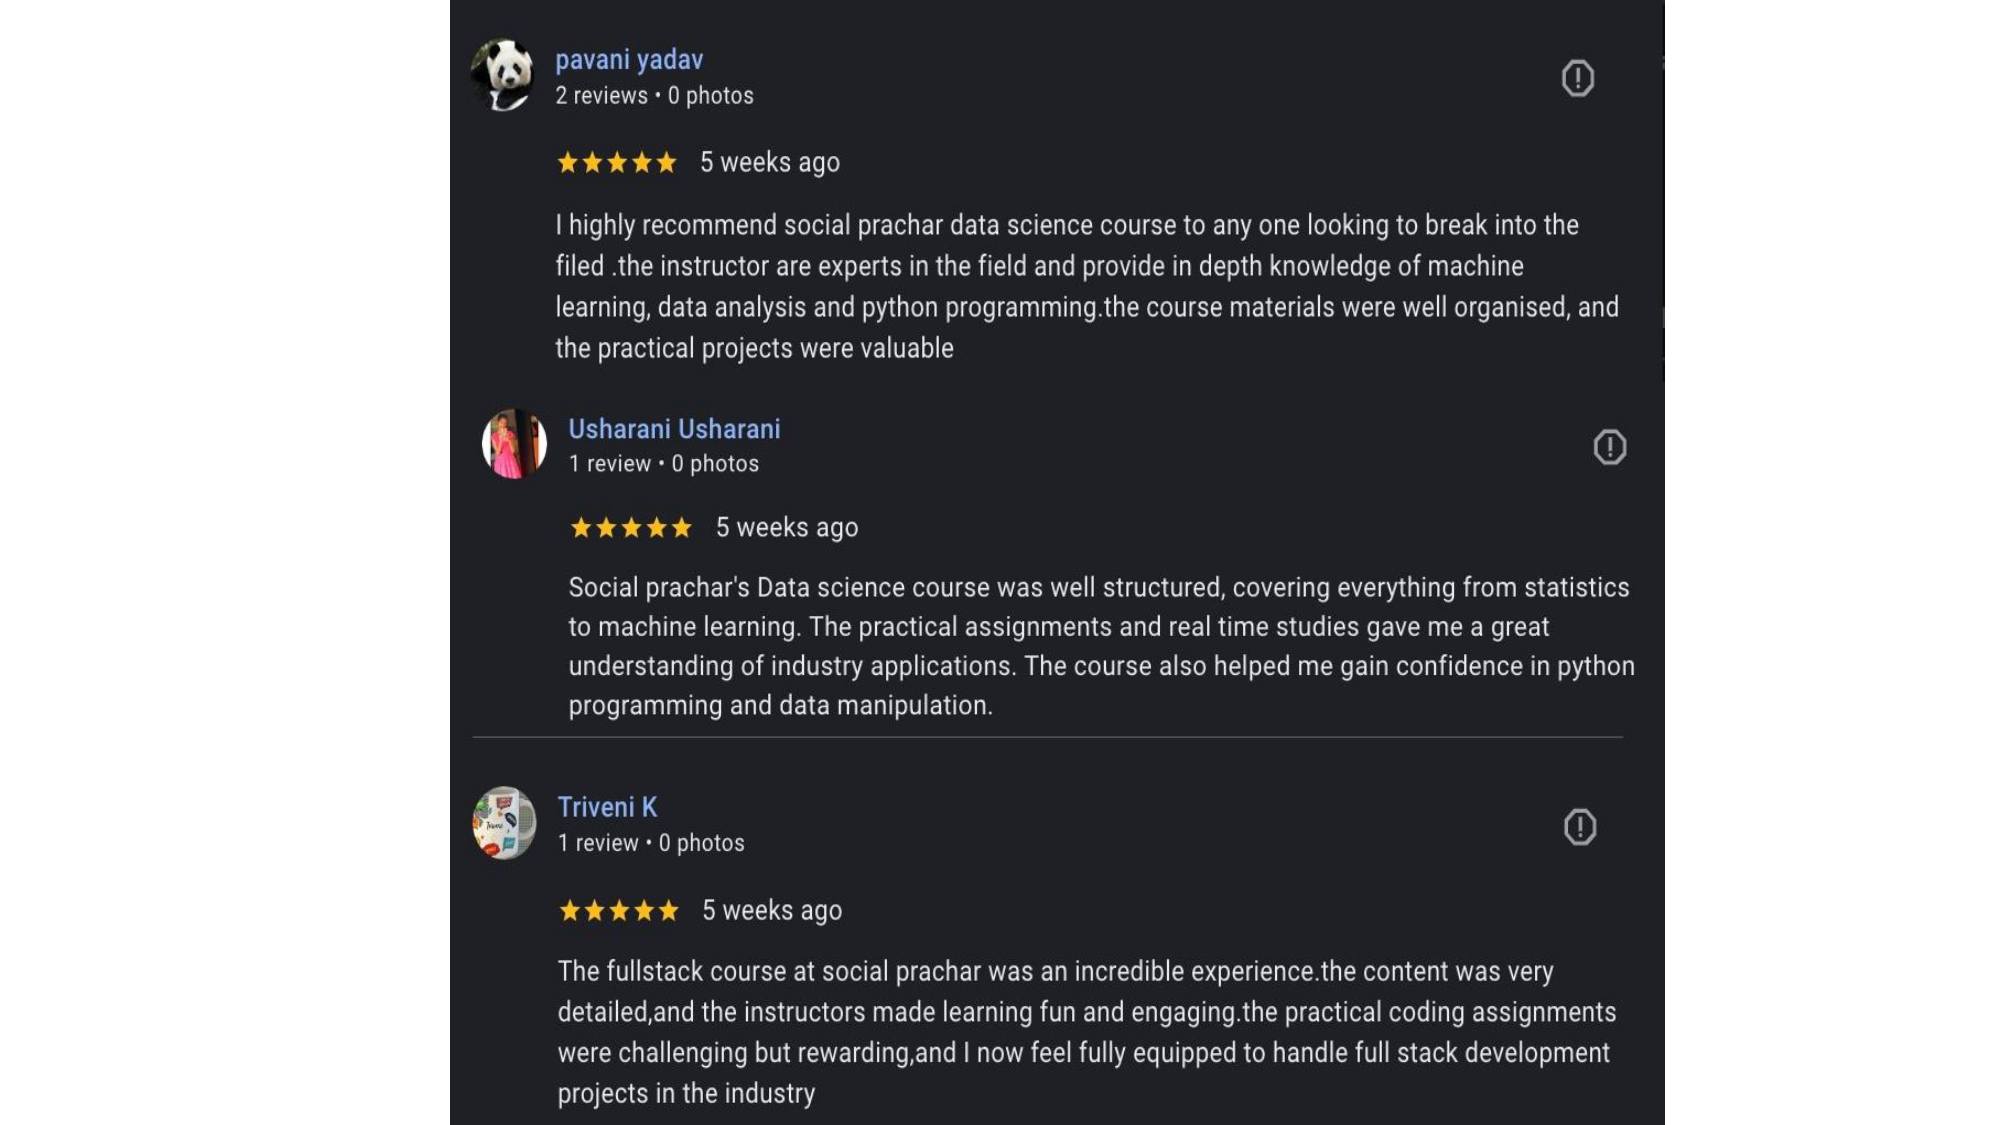 pavani yadav
2 reviews • 0 photos
5 weeks ago
I highly recommend social prachar data science course to any one looking to break into the
filed .the instructor are experts in the field and provide in depth knowledge of machine
learning, data analysis and python programming.the course materials were well organised, and
the practical projects were valuable
Usharani Usharani
1 review • 0 photos
5 weeks ago
Social prachar's Data science course was well structured, covering everything from statistics
to machine learning. The practical assignments and real time studies gave me a great
understanding of industry applications. The course also helped me gain confidence in python
programming and data manipulation.
Triveni K
1 review • 0 photos
5 weeks ago
The fullstack course at social prachar was an incredible experience.the content was very
detailed,and the instructors made learning fun and engaging.the practical coding assignments
were challenging but rewarding,and I now feel fully equipped to handle full stack development
projects in the industry